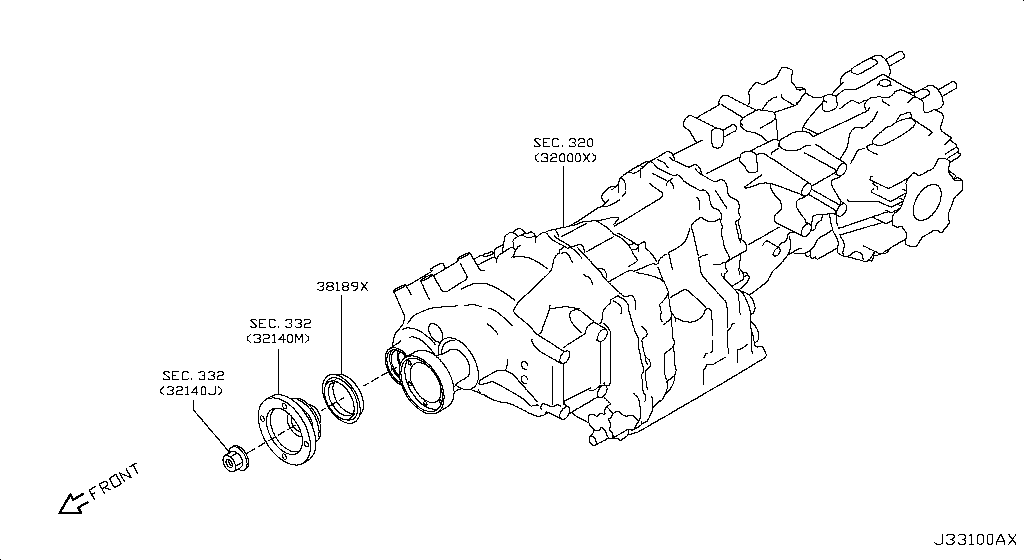 SEC. 320
(32000X)
38189X
SEC. 332
(32140M)
SEC. 332
(32140J)
FRONT
J33100AX